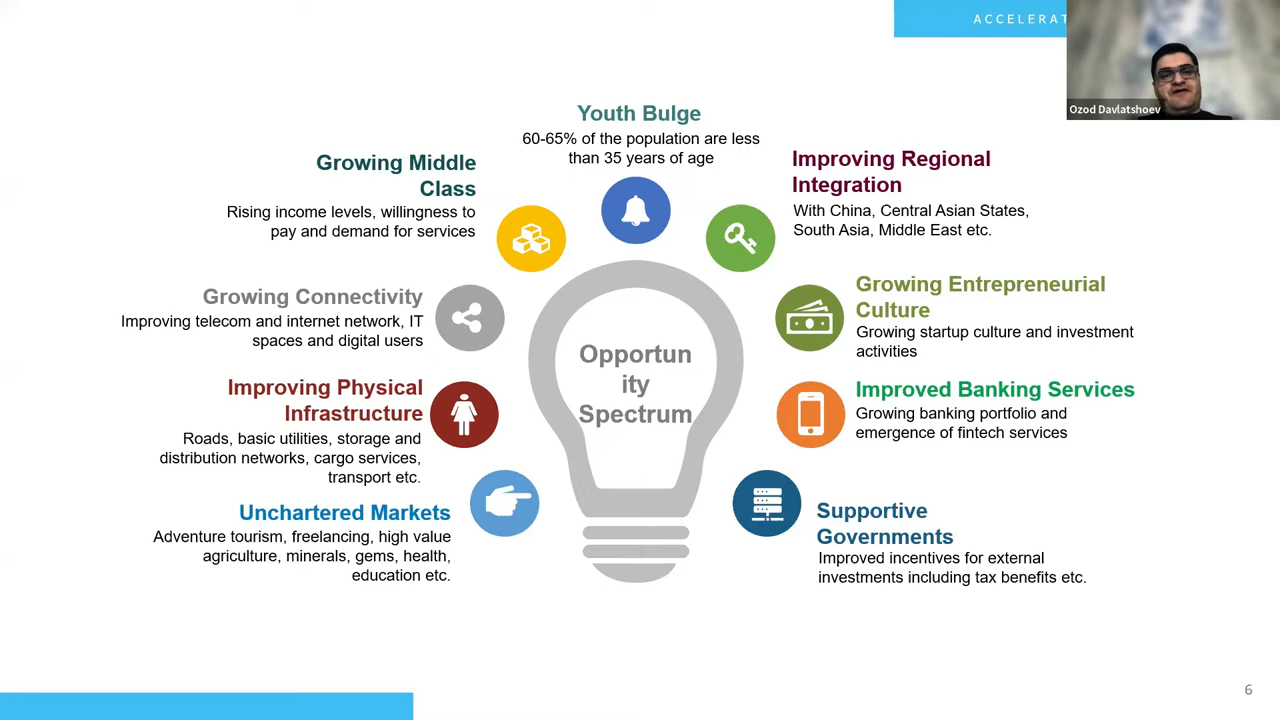 ACCELERAT
Ozod Davlatshoev
Youth Bulge
60-65% of the population are less
than 35 years of age
Growing Middle
Class
Rising income levels, willingness to
pay and demand for services
Improving Regional
Integration
With China, Central Asian States,
South Asia, Middle East etc.
Growing Connectivity
Improving telecom and internet network, IT
spaces and digital users
Growing Entrepreneurial
Culture
Growing startup culture and investment
activities
Opportun
ity
Spectrum
Improving Physical
Infrastructure
Roads, basic utilities, storage and
distribution networks, cargo services,
transport etc.
Improved Banking Services
Growing banking portfolio and
emergence of fintech services
Unchartered Markets
Adventure tourism, freelancing, high value
agriculture, minerals, gems, health,
education etc.
Supportive
Governments
Improved incentives for external
investments including tax benefits etc.
6